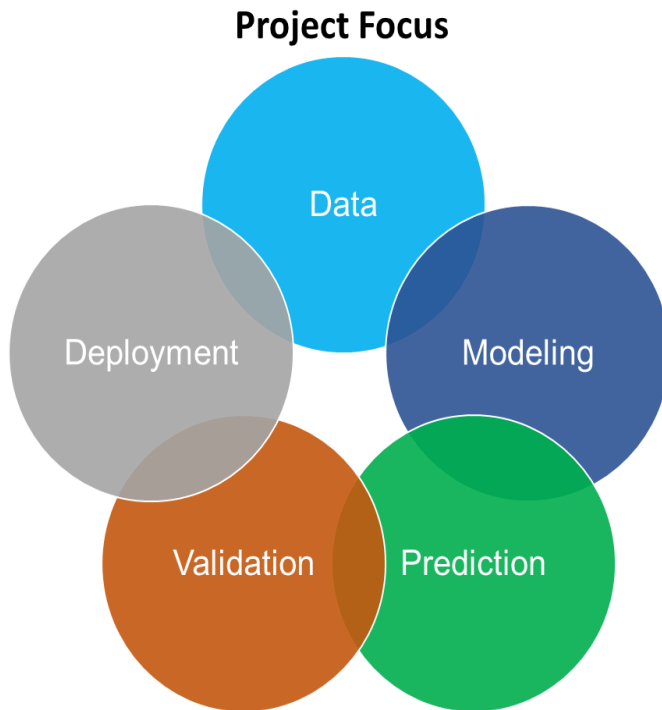 Project Focus
Data
Deployment
Modeling
Validation
Prediction